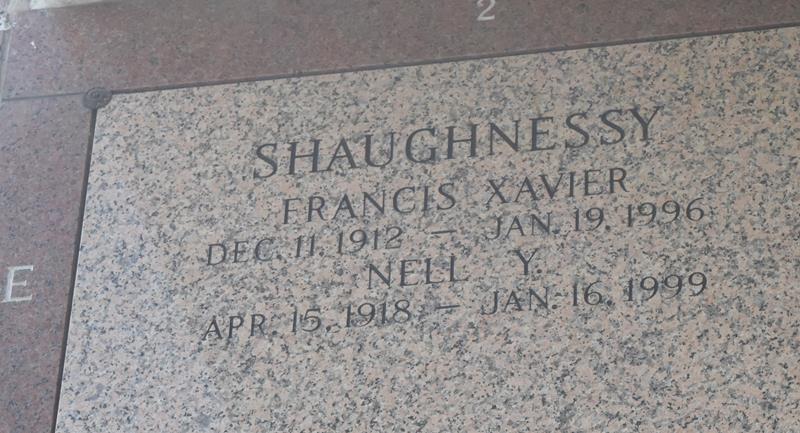 2
SHAUGHNESSY
FRANCIS XAVIER
DEC. 11, 1912 — JAN. 19, 1996
NELL Y.
E
APR. 15, 1918 — JAN. 16, 1999